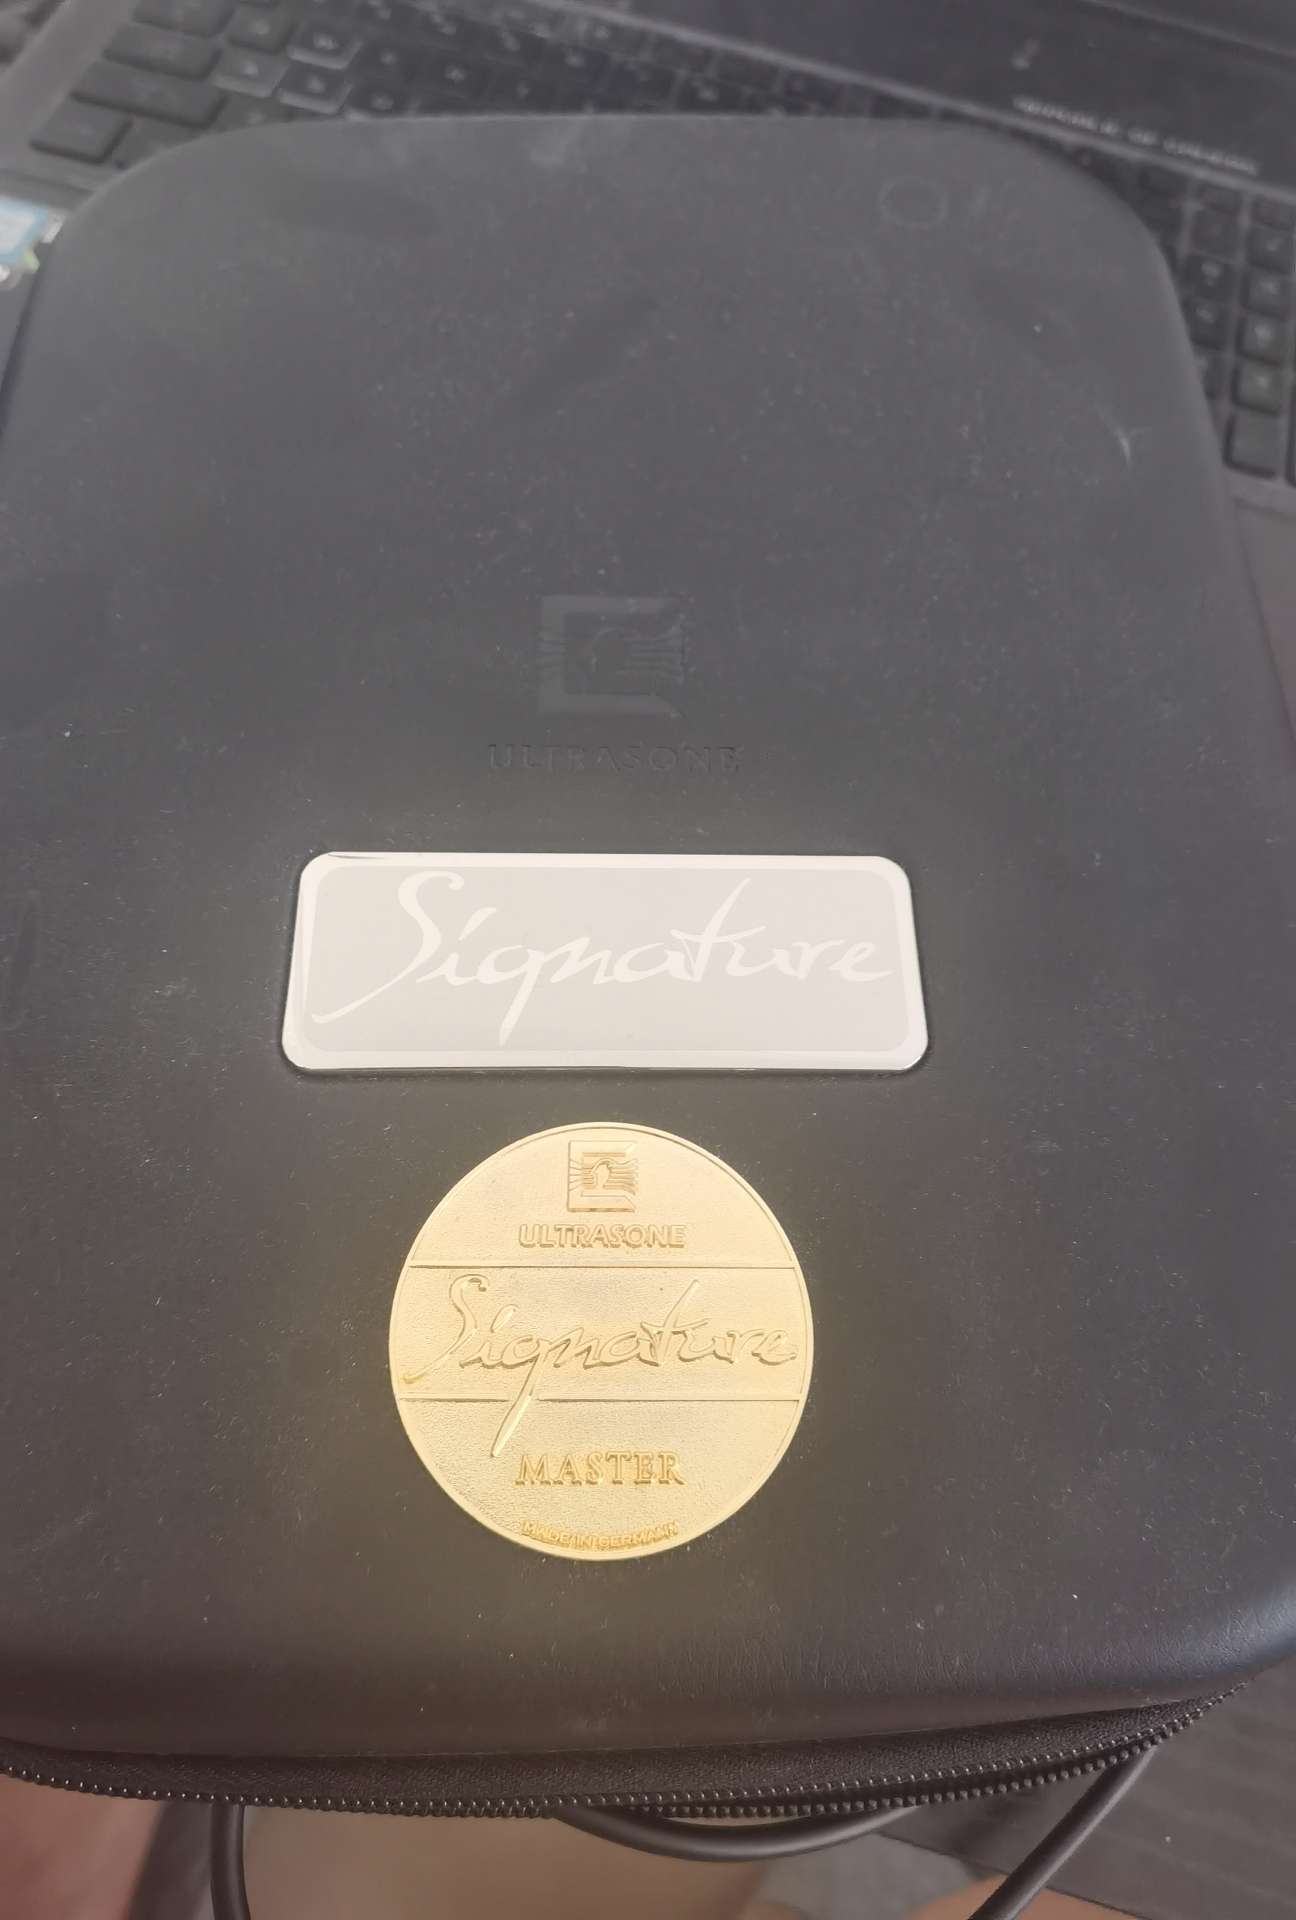 ULTRASONE
Signature
ULTRASONE
Signature
MASTER
MADE IN GERMANY